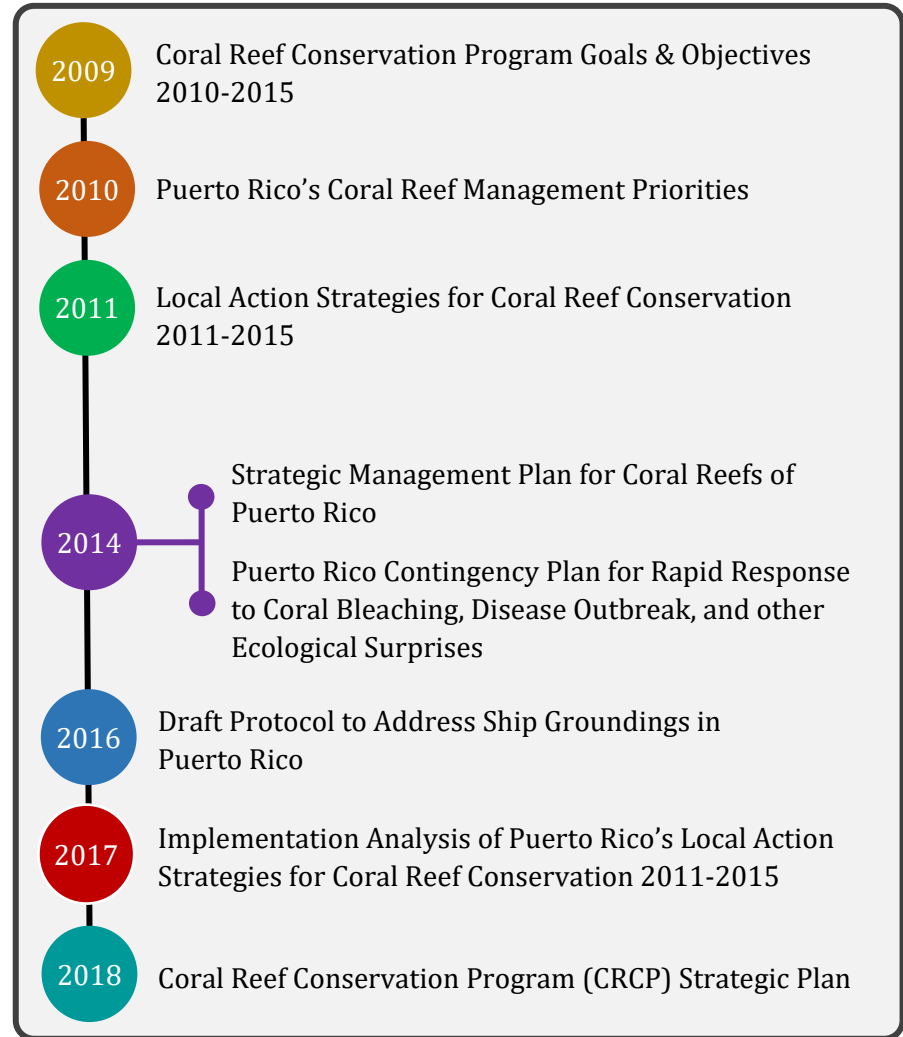 2009
Coral Reef Conservation Program Goals & Objectives
2010-2015
2010
Puerto Rico’s Coral Reef Management Priorities
2011
Local Action Strategies for Coral Reef Conservation
2011-2015
2014
Strategic Management Plan for Coral Reefs of
Puerto Rico
Puerto Rico Contingency Plan for Rapid Response
to Coral Bleaching, Disease Outbreak, and other
Ecological Surprises
2016
Draft Protocol to Address Ship Groundings in
Puerto Rico
2017
Implementation Analysis of Puerto Rico’s Local Action
Strategies for Coral Reef Conservation 2011-2015
2018
Coral Reef Conservation Program (CRCP) Strategic Plan